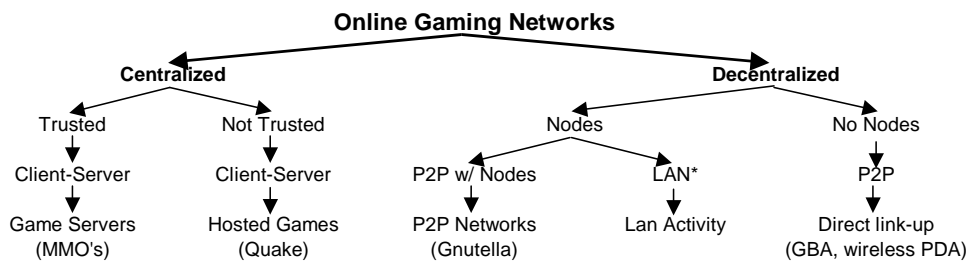 Online Gaming Networks
Centralized Decentralized
Trusted Not Trusted Nodes No Nodes
Client-Server Client-Server P2P w/ Nodes LAN* P2P
Game Servers Hosted Games P2P Networks Lan Activity Direct link-up
(MMO's) (Quake) (Gnutella) (GBA, wireless PDA)